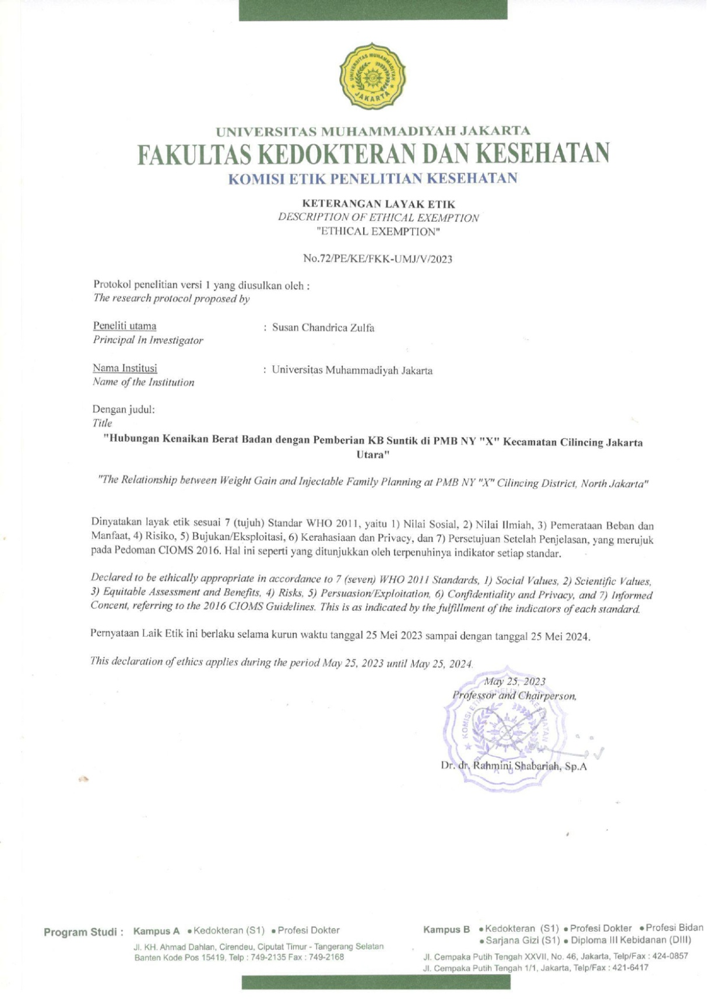 UNIVERSITAS MUHAMMADIYAH
JAKARTA
UNIVERSITAS MUHAMMADIYAH JAKARTA
FAKULTAS KEDOKTERAN DAN KESEHATAN
KOMISI ETIK PENELITIAN KESEHATAN
KETERANGAN LAYAK ETIK
DESCRIPTION OF ETHICAL EXEMPTION
"ETHICAL EXEMPTION"
No.72/PE/KE/FKK-UMJ/V/2023
Protokol penelitian versi 1 yang diusulkan oleh :
The research protocol proposed by
Peneliti utama : Susan Chandrica Zulfa
Principal In Investigator
Nama Institusi : Universitas Muhammadiyah Jakarta
Name of the Institution
Dengan judul:
Title
"Hubungan Kenaikan Berat Badan dengan Pemberian KB Suntik di PMB NY "X" Kecamatan Cilincing Jakarta
Utara"
"The Relationship between Weight Gain and Injectable Family Planning at PMB NY "X" Cilincing District, North Jakarta"
Dinyatakan layak etik sesuai 7 (tujuh) Standar WHO 2011, yaitu 1) Nilai Sosial, 2) Nilai Ilmiah, 3) Pemerataan Beban dan
Manfaat, 4) Risiko, 5) Bujukan/Eksploitasi, 6) Kerahasiaan dan Privacy, dan 7) Persetujuan Setelah Penjelasan, yang merujuk
pada Pedoman CIOMS 2016. Hal ini seperti yang ditunjukkan oleh terpenuhinya indikator setiap standar.
Declared to be ethically appropriate in accordance to 7 (seven) WHO 2011 Standards, 1) Social Values, 2) Scientific Values,
3) Equitable Assessment and Benefits, 4) Risks, 5) Persuasion/Exploitation, 6) Confidentiality and Privacy, and 7) Informed
Concent, referring to the 2016 CIOMS Guidelines. This is as indicated by the fulfillment of the indicators of each standard.
Pernyataan Laik Etik ini berlaku selama kurun waktu tanggal 25 Mei 2023 sampai dengan tanggal 25 Mei 2024.
This declaration of ethics applies during the period May 25, 2023 until May 25, 2024.
May 25, 2023
Professor and Chairperson,
KOMISI ETIK PENELITIAN KESEHATAN
Dr. dr. Rahmini Shabariah, Sp.A
Program Studi : Kampus A • Kedokteran (S1) • Profesi Dokter
Jl. KH. Ahmad Dahlan, Cirendeu, Ciputat Timur - Tangerang Selatan
Banten Kode Pos 15419, Telp : 749-2135 Fax : 749-2168
Kampus B • Kedokteran (S1) • Profesi Dokter • Profesi Bidan
• Sarjana Gizi (S1) • Diploma III Kebidanan (DIII)
Jl. Cempaka Putih Tengah XXVII, No. 46, Jakarta, Telp/Fax : 424-0857
Jl. Cempaka Putih Tengah 1/1, Jakarta, Telp/Fax : 421-6417